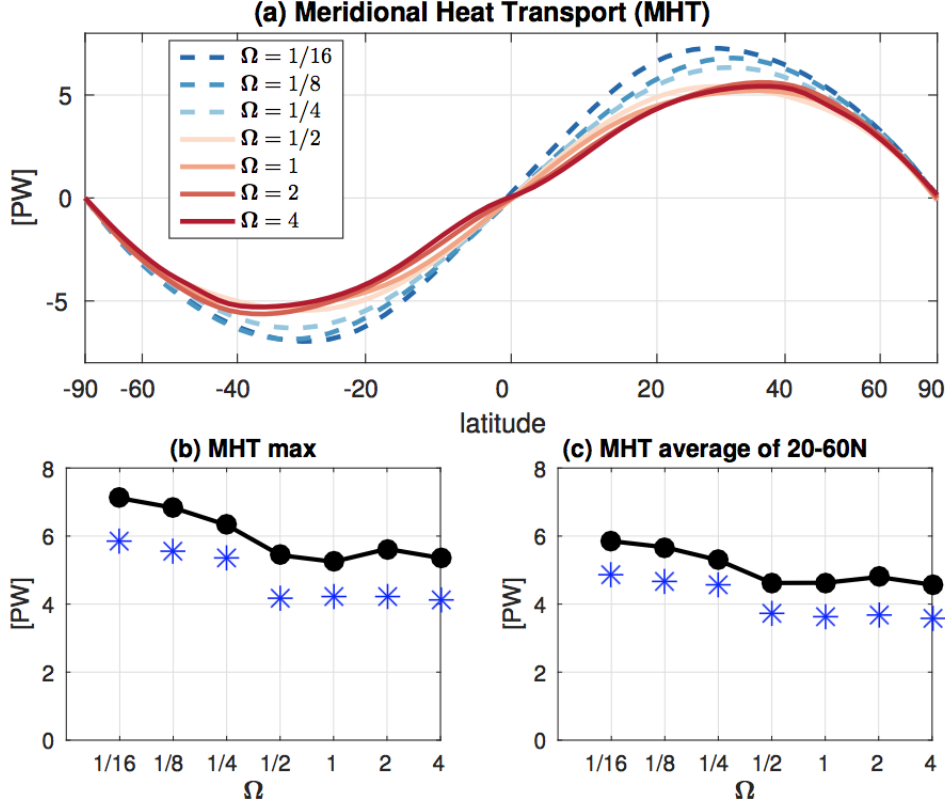 (a) Meridional Heat Transport (MHT)
Ω = 1/16
Ω = 1/8
Ω = 1/4
Ω = 1/2
Ω = 1
Ω = 2
Ω = 4
[PW]
5
0
-5
-90 -60 -40 -20 0 20 40 60 90
latitude
(b) MHT max
[PW]
8
6
4
2
0
1/16 1/8 1/4 1/2 1 2 4
Ω
(c) MHT average of 20-60N
[PW]
8
6
4
2
0
1/16 1/8 1/4 1/2 1 2 4
Ω